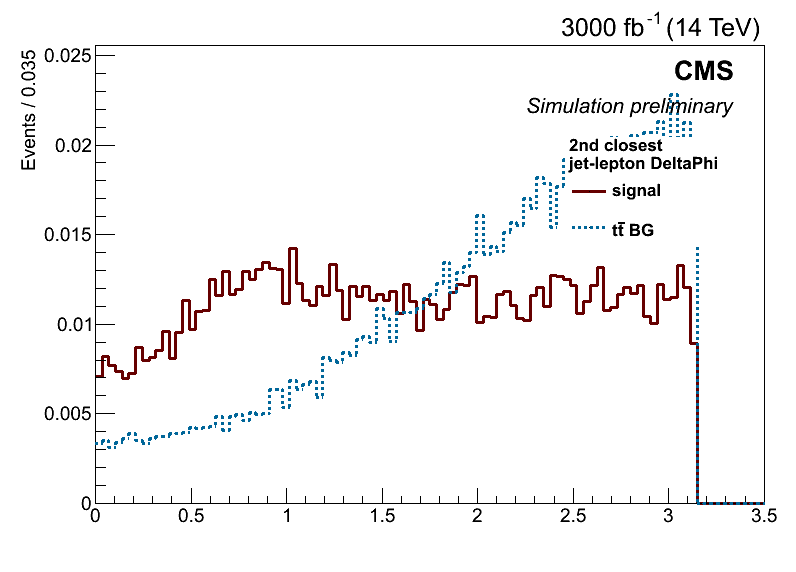 3000 fb⁻¹ (14 TeV)
Events / 0.035
CMS
Simulation preliminary
2nd closest
jet-lepton DeltaPhi
signal
tt̄ BG
0.025
0.02
0.015
0.01
0.005
0
0 0.5 1 1.5 2 2.5 3 3.5